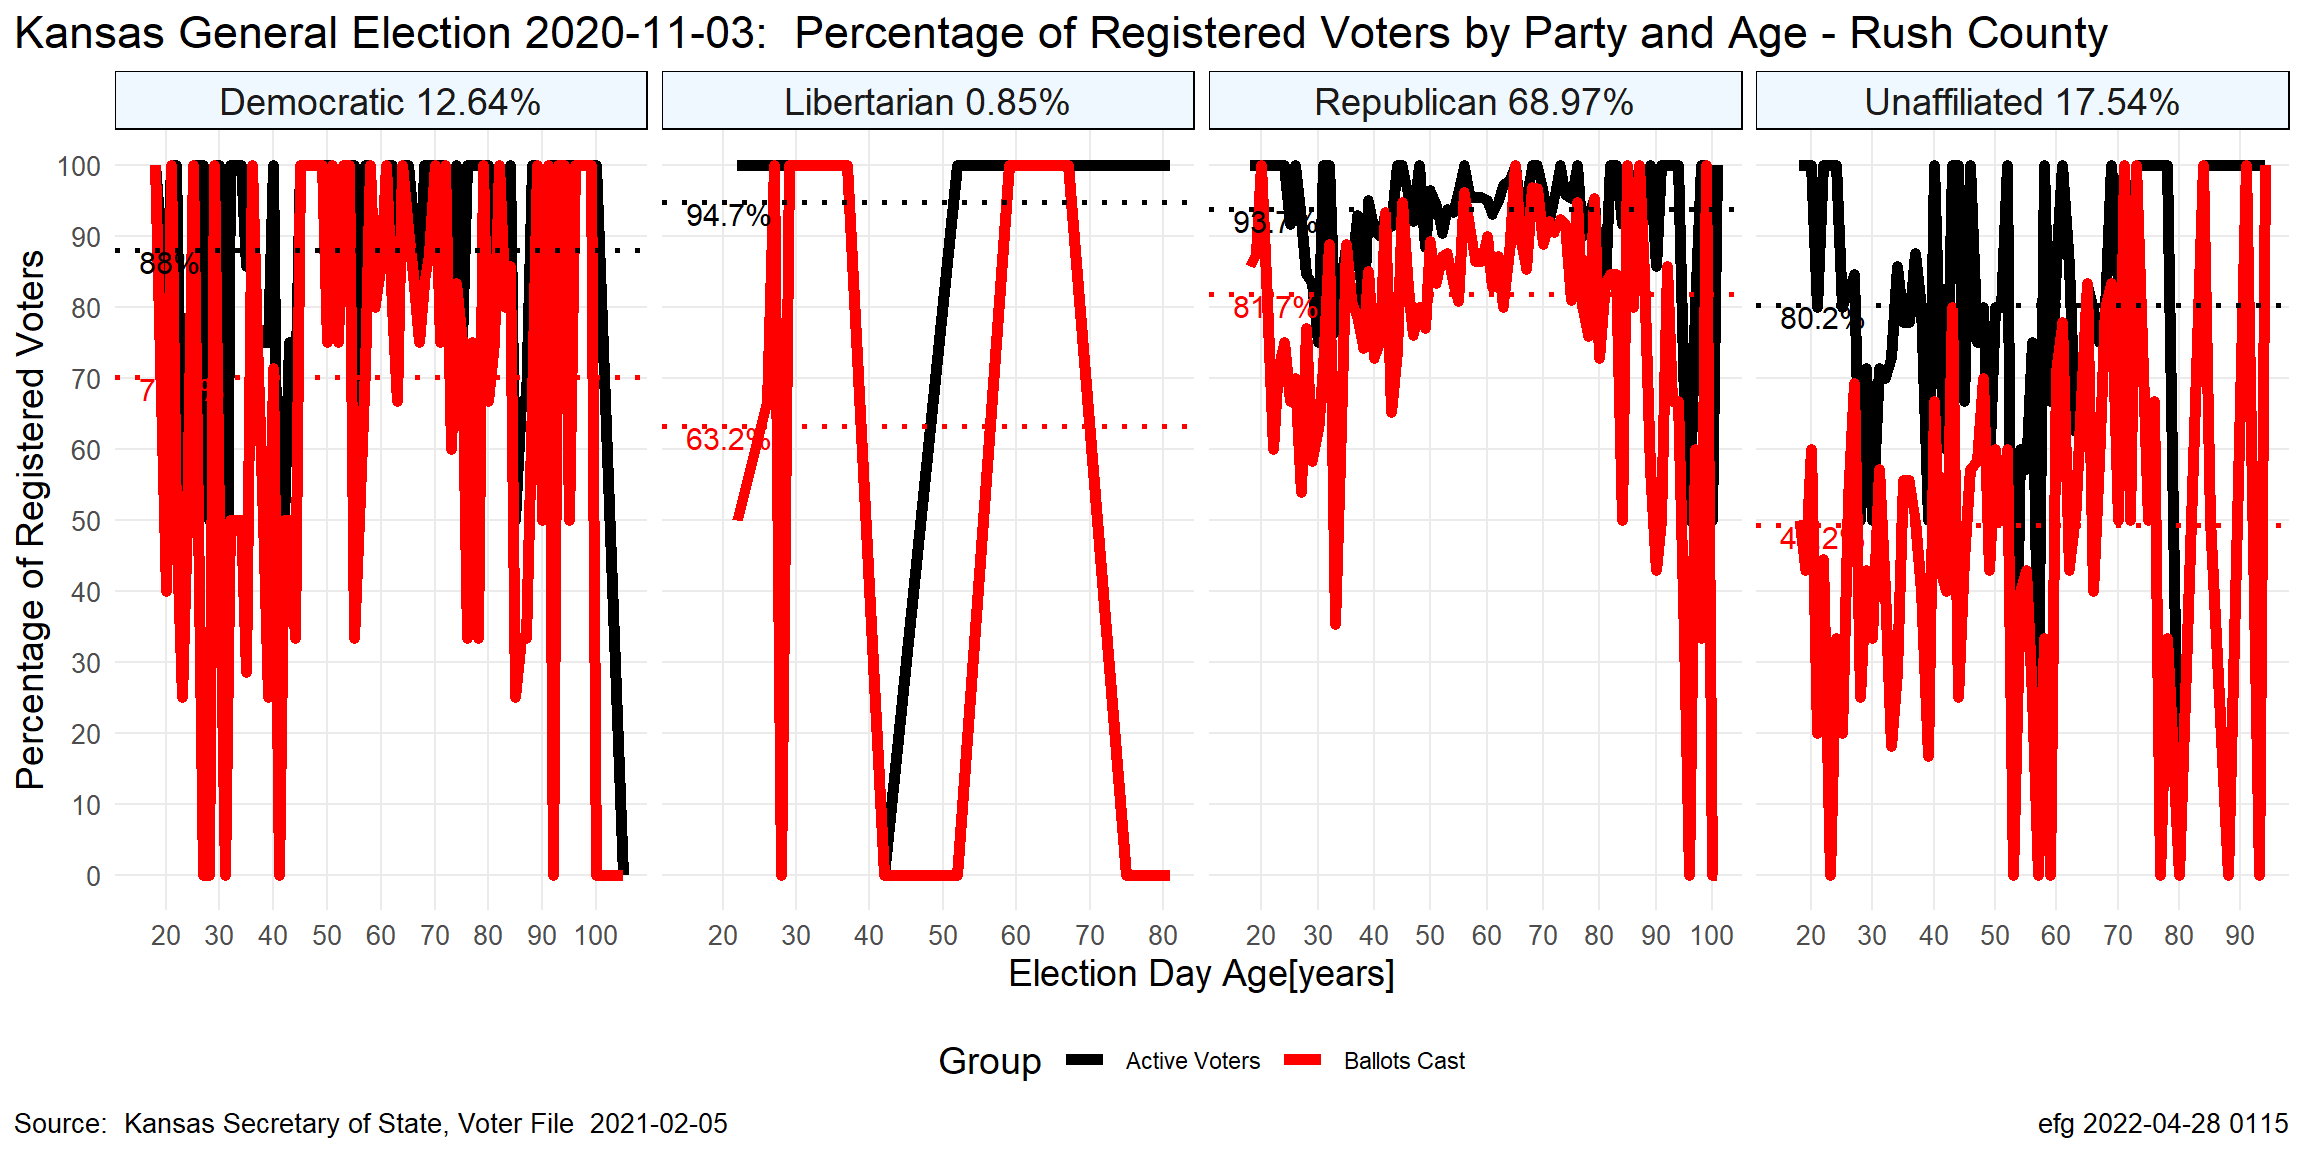 Kansas General Election 2020-11-03:  Percentage of Registered Voters by Party and Age - Rush County
Democratic 12.64%
Libertarian 0.85%
Republican 68.97%
Unaffiliated 17.54%
Percentage of Registered Voters
100
90
80
70
60
50
40
30
20
10
0
88%
94.7%
63.2%
93.7%
81.7%
80.2%
20 30 40 50 60 70 80 90 100
20 30 40 50 60 70 80
20 30 40 50 60 70 80 90 100
20 30 40 50 60 70 80 90
Election Day Age[years]
Group Active Voters Ballots Cast
Source:  Kansas Secretary of State, Voter File  2021-02-05
efg 2022-04-28 0115